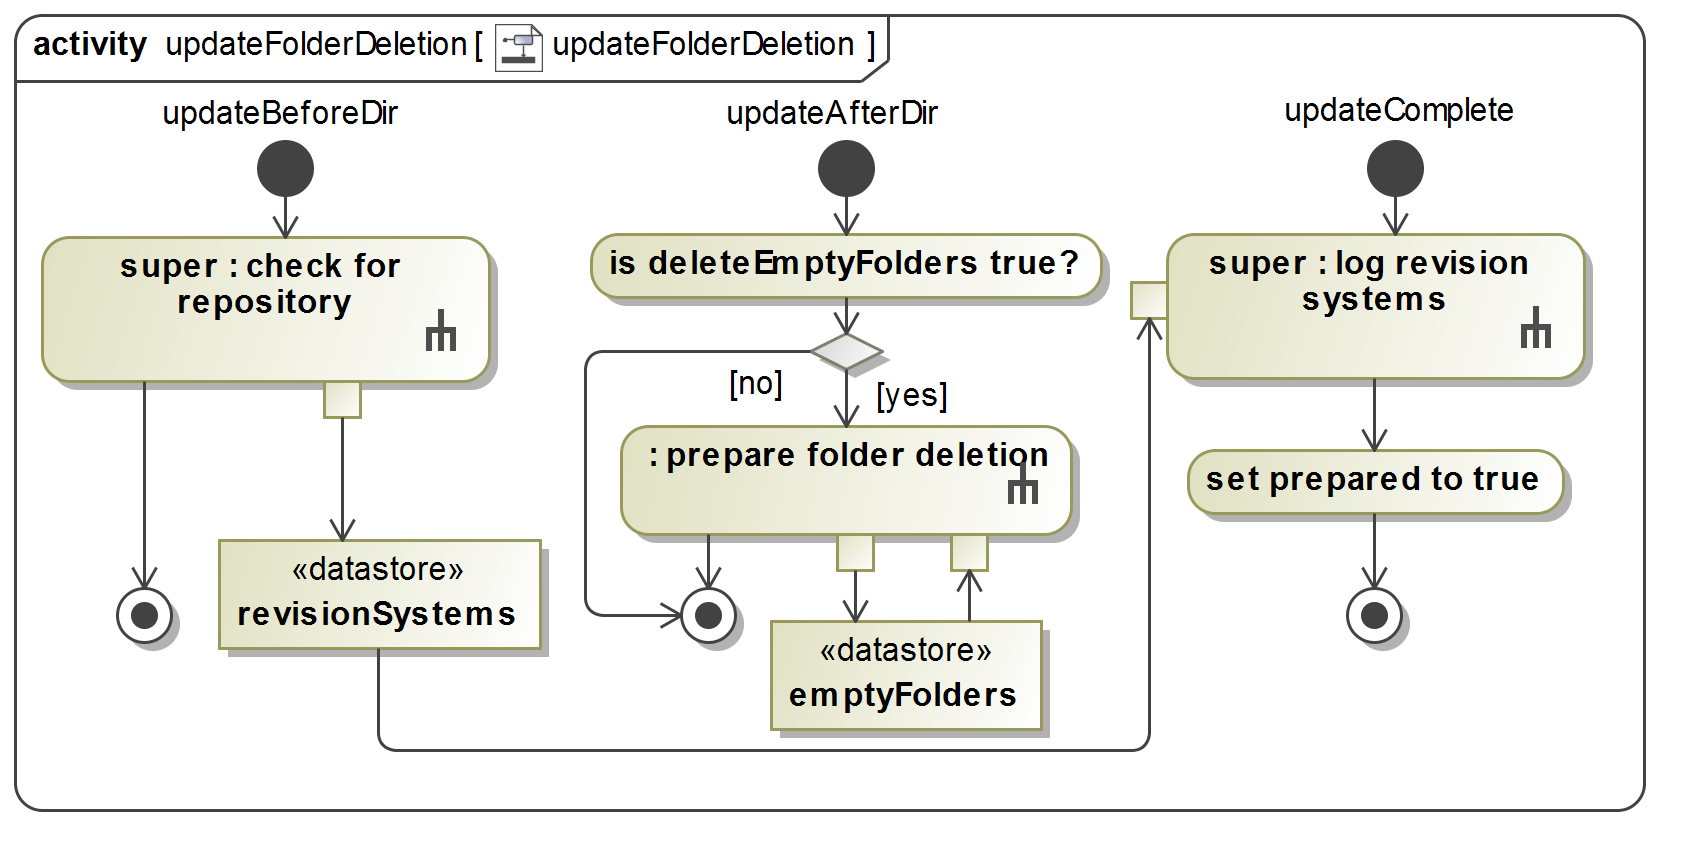 activity updateFolderDeletion [ updateFolderDeletion ]
updateBeforeDir
super : check for
repository
«datastore»
revisionSystems
updateAfterDir
is deleteEmptyFolders true?
[no]
[yes]
: prepare folder deletion
«datastore»
emptyFolders
updateComplete
super : log revision
systems
set prepared to true